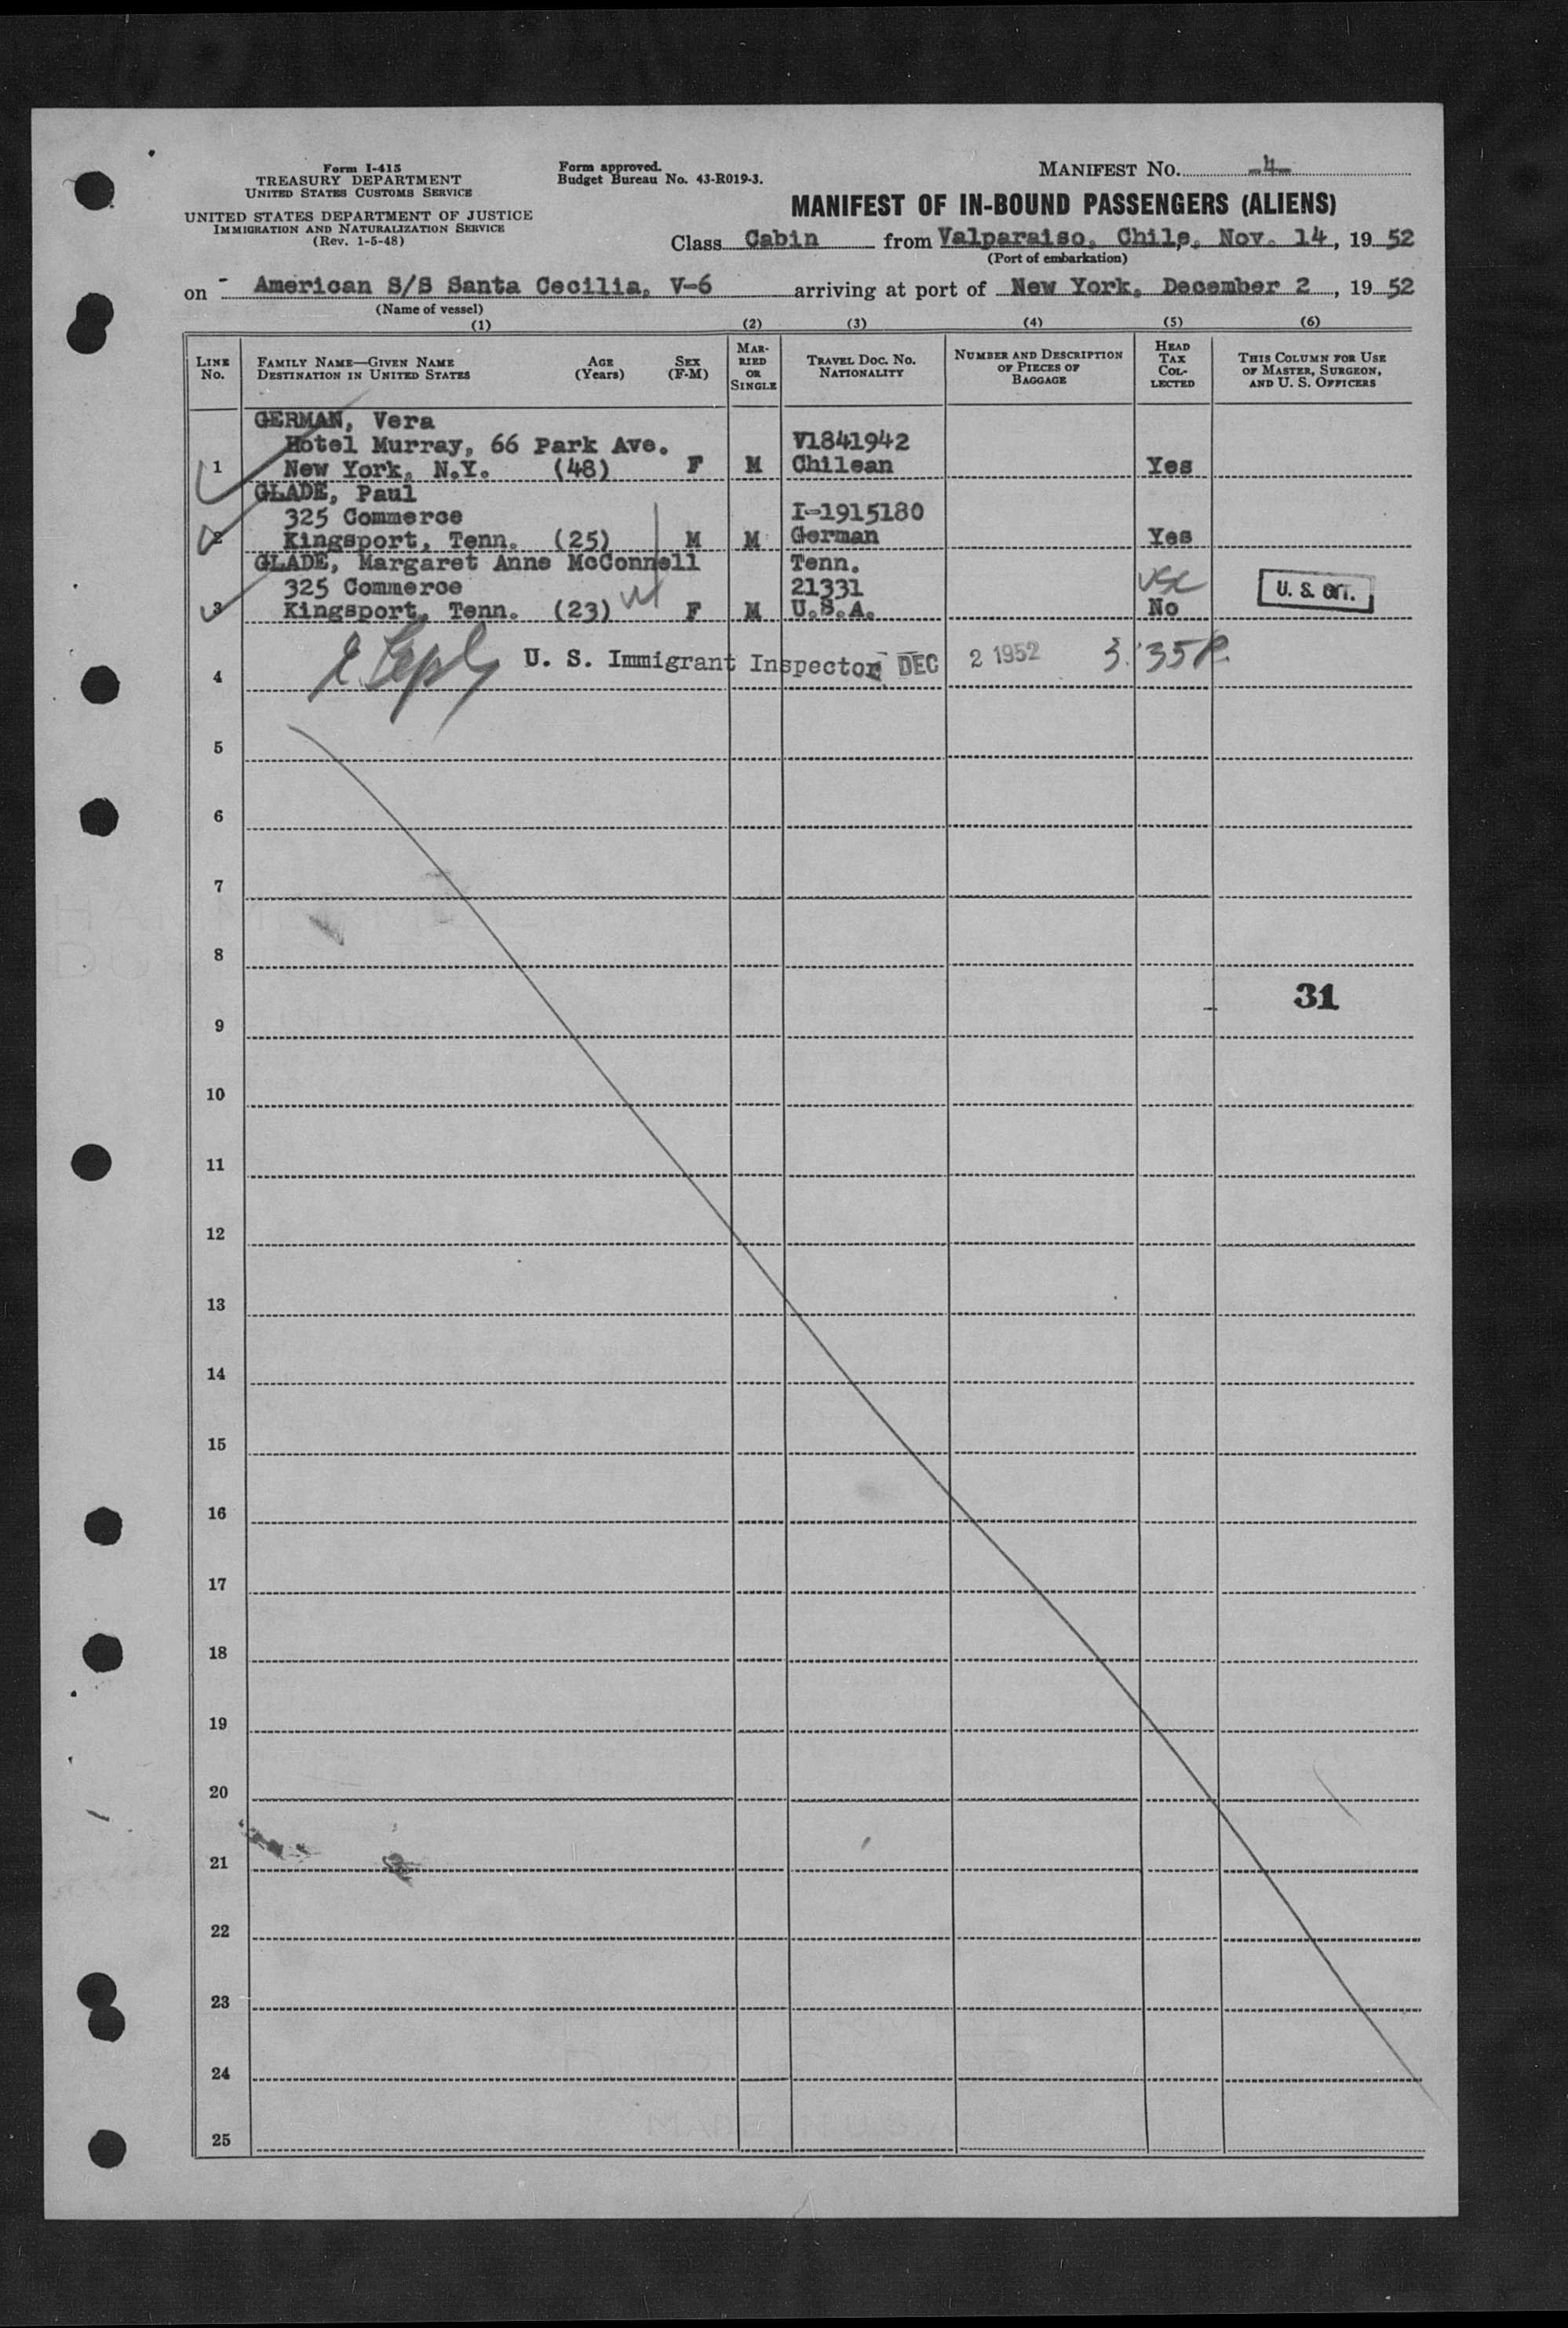 Form I-415
TREASURY DEPARTMENT
UNITED STATES CUSTOMS SERVICE
UNITED STATES DEPARTMENT OF JUSTICE
IMMIGRATION AND NATURALIZATION SERVICE
(Rev. 1-5-48)
Form approved.
Budget Bureau No. 43-R019-3.
MANIFEST NO. -4-
MANIFEST OF IN-BOUND PASSENGERS (ALIENS)
Class Cabin from Valparaiso, Chile, Nov. 14, 19 52
(Port of embarkation)
on American S/S Santa Cecilia, V-6 arriving at port of New York, December 2, 19 52
(Name of vessel)
(1) (2) (3) (4) (5) (6)
LINE No.
FAMILY NAME—GIVEN NAME
DESTINATION IN UNITED STATES
AGE (Years)
SEX (F-M)
MARRIED OR SINGLE
TRAVEL DOC. NO.
NATIONALITY
NUMBER AND DESCRIPTION OF PIECES OF BAGGAGE
HEAD TAX COLLECTED
THIS COLUMN FOR USE OF MASTER, SURGEON, AND U. S. OFFICERS
GERMAN, Vera
Hotel Murray, 66 Park Ave. V1841942
1 New York, N.Y. (48) F M Chilean Yes
GLADE, Paul
325 Commerce I-1915180
2 Kingsport, Tenn. (25) M M German Yes
GLADE, Margaret Anne McConnell Tenn.
325 Commerce 21331 USC U. S. CIT.
3 Kingsport, Tenn. (23) F M U.S.A. No
4 U. S. Immigrant Inspector DEC 2 1952 3:35P.
5
6
7
8
31
9
10
11
12
13
14
15
16
17
18
19
20
21
22
23
24
25